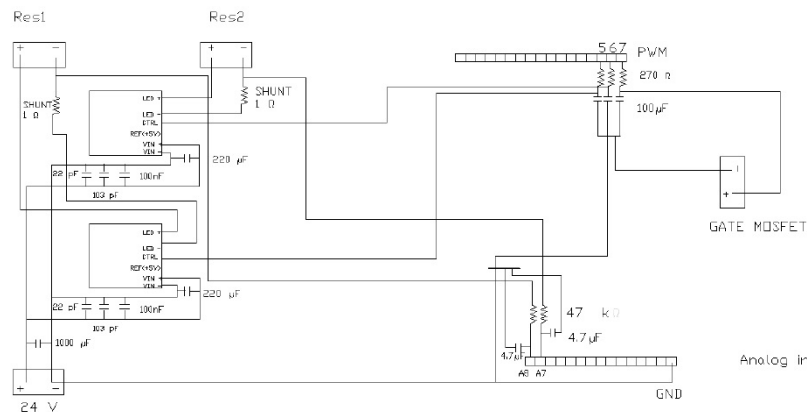 Res1
Res2
+ -
+ -
567 PWM
270 Ω
100µF
SHUNT
1 Ω
SHUNT
1 Ω
LED +
LED -
CTRL
REF(+5V)
VIN +
VIN -
220 µF
22 pF
100nF
103 pF
GATE MOSFET
LED +
LED -
CTRL
REF(+5V)
VIN +
VIN -
220 µF
22 pF
100nF
103 pF
47 kΩ
4.7µF
4.7µF
1000 µF
A6 A7
Analog in
GND
+ -
24 V